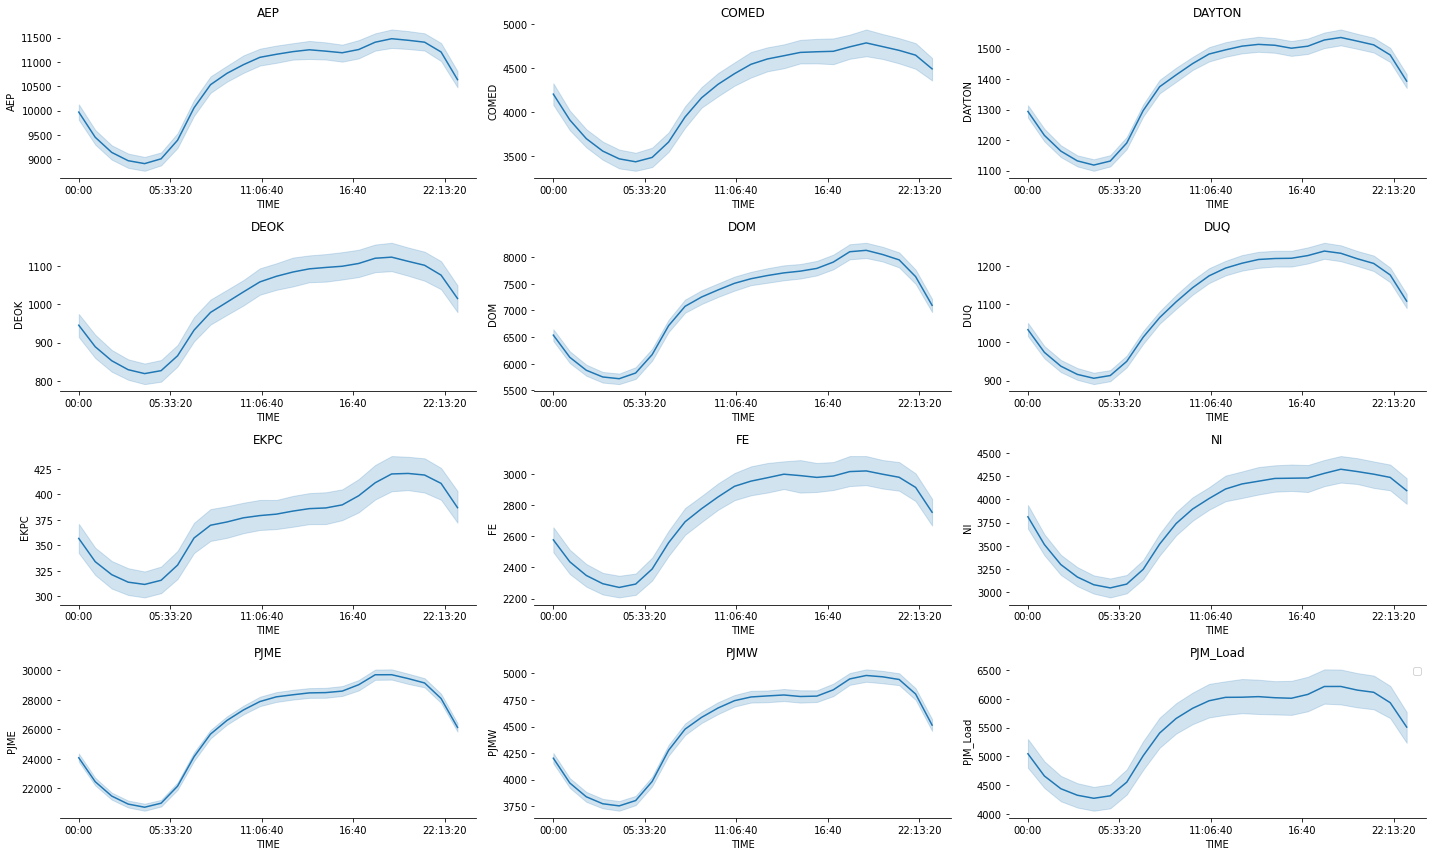 AEP
11500
11000
10500
10000
9500
9000
AEP
00:00 05:33:20 11:06:40 16:40 22:13:20
TIME
COMED
5000
4500
4000
3500
COMED
00:00 05:33:20 11:06:40 16:40 22:13:20
TIME
DAYTON
1500
1400
1300
1200
1100
DAYTON
00:00 05:33:20 11:06:40 16:40 22:13:20
TIME
DEOK
1100
1000
900
800
DEOK
00:00 05:33:20 11:06:40 16:40 22:13:20
TIME
DOM
8000
7500
7000
6500
6000
5500
DOM
00:00 05:33:20 11:06:40 16:40 22:13:20
TIME
DUQ
1200
1100
1000
900
DUQ
00:00 05:33:20 11:06:40 16:40 22:13:20
TIME
EKPC
425
400
375
350
325
300
EKPC
00:00 05:33:20 11:06:40 16:40 22:13:20
TIME
FE
3000
2800
2600
2400
2200
FE
00:00 05:33:20 11:06:40 16:40 22:13:20
TIME
NI
4500
4250
4000
3750
3500
3250
3000
NI
00:00 05:33:20 11:06:40 16:40 22:13:20
TIME
PJME
30000
28000
26000
24000
22000
PJME
00:00 05:33:20 11:06:40 16:40 22:13:20
TIME
PJMW
5000
4750
4500
4250
4000
3750
PJMW
00:00 05:33:20 11:06:40 16:40 22:13:20
TIME
PJM_Load
6500
6000
5500
5000
4500
4000
PJM_Load
00:00 05:33:20 11:06:40 16:40 22:13:20
TIME